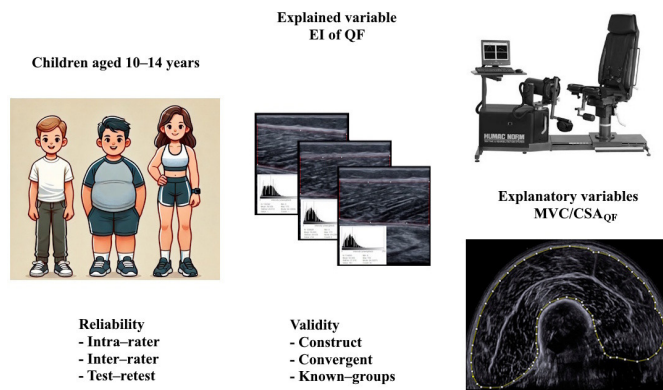 Explained variable
EI of QF
Children aged 10–14 years
HUMAC NORM
Explanatory variables
MVC/CSAQF
Reliability
- Intra–rater
- Inter–rater
- Test–retest
Validity
- Construct
- Convergent
- Known–groups